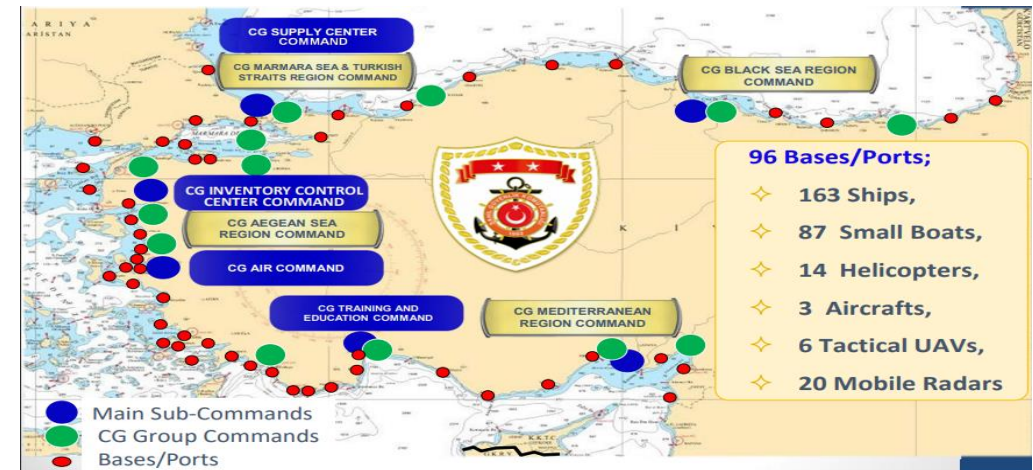 A R I Y A
ARİSTAN
CG SUPPLY CENTER
COMMAND
CG MARMARA SEA & TURKISH
STRAITS REGION COMMAND
CG BLACK SEA REGION
COMMAND
CG INVENTORY CONTROL
CENTER COMMAND
CG AEGEAN SEA
REGION COMMAND
CG AIR COMMAND
CG TRAINING AND
EDUCATION COMMAND
CG MEDITERRANEAN
REGION COMMAND
96 Bases/Ports;
163 Ships,
87 Small Boats,
14 Helicopters,
3 Aircrafts,
6 Tactical UAVs,
20 Mobile Radars
K.K.T.C.
G.K.R.Y.
Main Sub-Commands
CG Group Commands
Bases/Ports